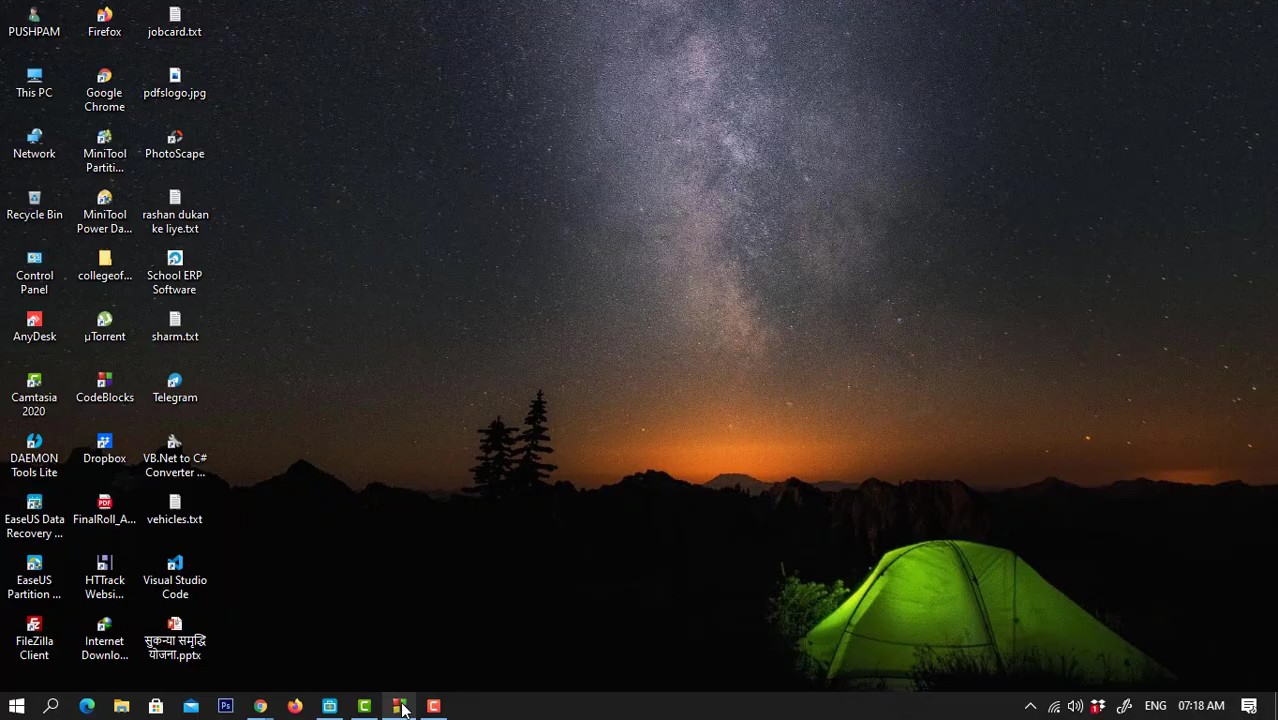 PUSHPAM
Firefox
jobcard.txt
This PC
Google
Chrome
pdfslogo.jpg
Network
MiniTool
Partiti...
PhotoScape
Recycle Bin
MiniTool
Power Da...
rashan dukan
ke liye.txt
Control
Panel
collegeof...
School ERP
Software
AnyDesk
µTorrent
sharm.txt
Camtasia
2020
CodeBlocks
Telegram
DAEMON
Tools Lite
Dropbox
VB.Net to C#
Converter ...
EaseUS Data
Recovery ...
FinalRoll_A...
vehicles.txt
EaseUS
Partition ...
HTTrack
Websi...
Visual Studio
Code
FileZilla
Client
Internet
Downlo...
सुकन्या समृद्धि
योजना.pptx
Ps
ENG
07:18 AM